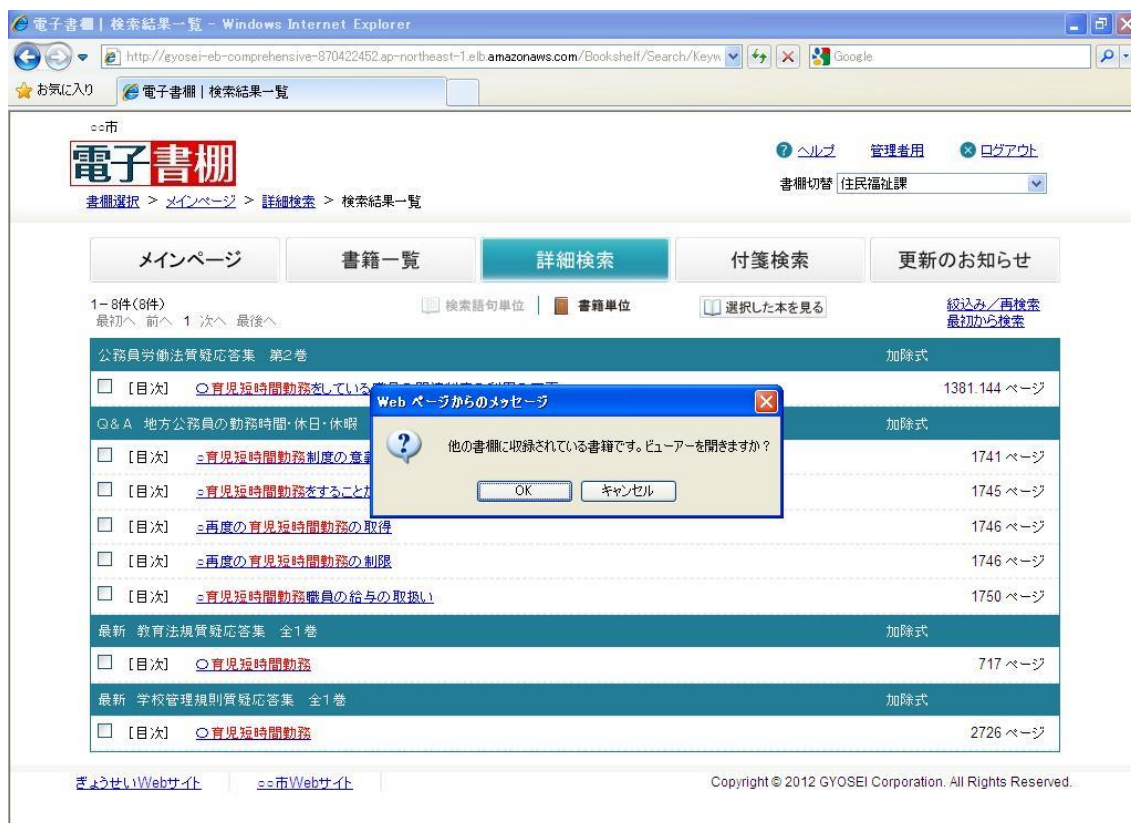 電子書棚 | 検索結果一覧 - Windows Internet Explorer
http://gyosei-eb-comprehensive-870422452.ap-northeast-1.elb.amazonaws.com/Bookshelf/Search/Keyw
Google
お気に入り
電子書棚 | 検索結果一覧
○○市
電子書棚
ヘルプ 管理者用 ログアウト
書棚切替 住民福祉課
書棚選択 > メインページ > 詳細検索 > 検索結果一覧
メインページ 書籍一覧 詳細検索 付箋検索 更新のお知らせ
1-8件(8件)
最初へ 前へ 1 次へ 最後へ
検索語句単位 書籍単位 選択した本を見る
絞込み/再検索
最初から検索
公務員労働法質疑応答集 第2巻 加除式
[目次] ○育児短時間勤務をしている 1381.144 ページ
Q&A 地方公務員の勤務時間・休日・休暇 加除式
[目次] ○育児短時間勤務制度の意義 1741 ページ
[目次] ○育児短時間勤務をすることが 1745 ページ
[目次] ○再度の育児短時間勤務の取得 1746 ページ
[目次] ○再度の育児短時間勤務の制限 1746 ページ
[目次] ○育児短時間勤務職員の給与の取扱い 1750 ページ
最新 教育法規質疑応答集 全1巻 加除式
[目次] ○育児短時間勤務 717 ページ
最新 学校管理規則質疑応答集 全1巻 加除式
[目次] ○育児短時間勤務 2726 ページ
Web ページからのメッセージ
他の書棚に収録されている書籍です。ビューアーを開きますか?
OK キャンセル
ぎょうせいWebサイト ○○市Webサイト
Copyright © 2012 GYOSEI Corporation. All Rights Reserved.